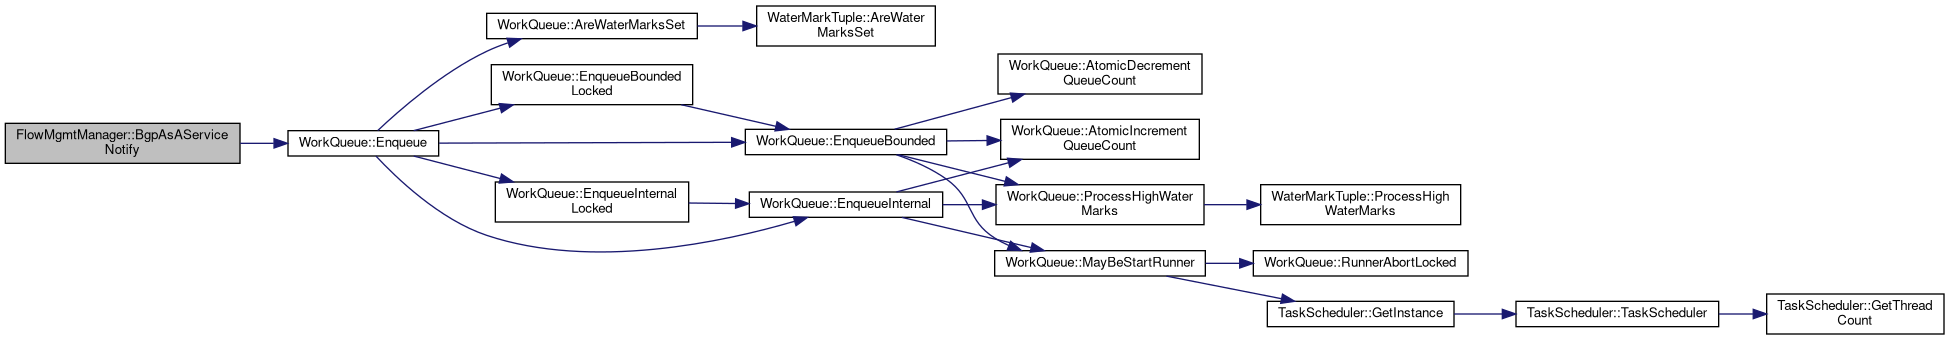 FlowMgmtManager::BgpAsAService
Notify
WorkQueue::Enqueue
WorkQueue::AreWaterMarksSet
WaterMarkTuple::AreWater
MarksSet
WorkQueue::EnqueueBounded
Locked
WorkQueue::EnqueueBounded
WorkQueue::EnqueueInternal
Locked
WorkQueue::EnqueueInternal
WorkQueue::AtomicDecrement
QueueCount
WorkQueue::AtomicIncrement
QueueCount
WorkQueue::ProcessHighWater
Marks
WaterMarkTuple::ProcessHigh
WaterMarks
WorkQueue::MayBeStartRunner
WorkQueue::RunnerAbortLocked
TaskScheduler::GetInstance
TaskScheduler::TaskScheduler
TaskScheduler::GetThread
Count